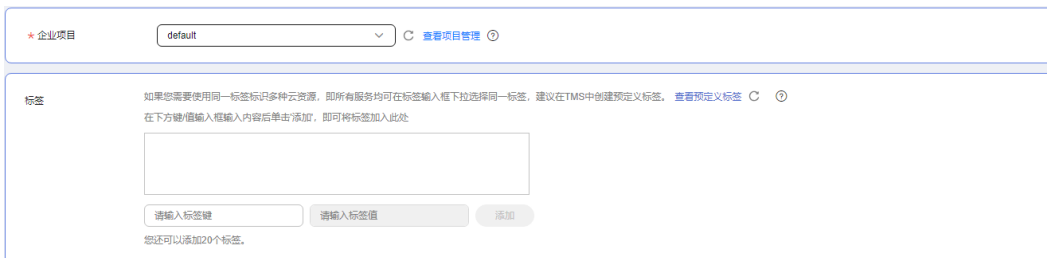 * 企业项目
default
查看项目管理
标签
如果您需要使用同一标签标识多种云资源，即所有服务均可在标签输入框下拉选择同一标签，建议在TMS中创建预定义标签。 查看预定义标签
在下方键/值输入框输入内容后单击'添加'，即可将标签加入此处
请输入标签键
请输入标签值
添加
您还可以添加20个标签。